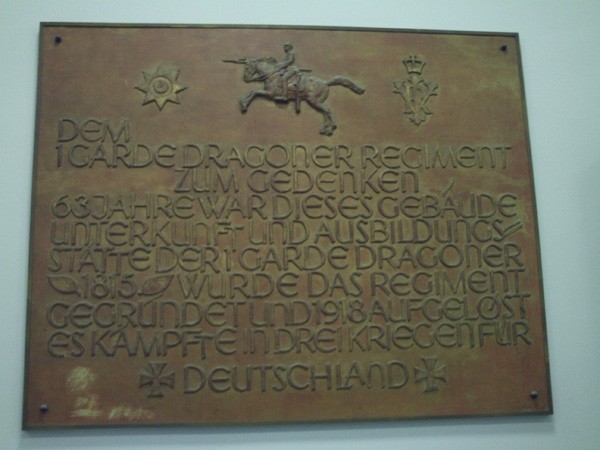 DEM
1 GARDE DRAGONER REGIMENT
ZUM GEDENKEN
63 JAHRE WAR DIESES GEBÄUDE
UNTERKUNFT UND AUSBILDUNGS-
STÄTTE DER 1 GARDE DRAGONER
1815 WURDE DAS REGIMENT
GEGRÜNDET UND 1918 AUFGELÖST
ES KÄMPFTE IN DREI KRIEGEN FÜR
DEUTSCHLAND